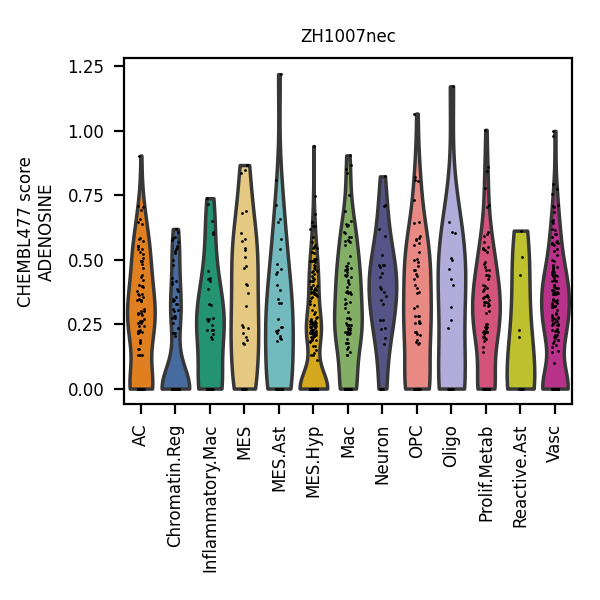 ZH1007nec
CHEMBL477 score
ADENOSINE
1.25
1.00
0.75
0.50
0.25
0.00
AC
Chromatin.Reg
Inflammatory.Mac
MES
MES.Ast
MES.Hyp
Mac
Neuron
OPC
Oligo
Prolif.Metab
Reactive.Ast
Vasc